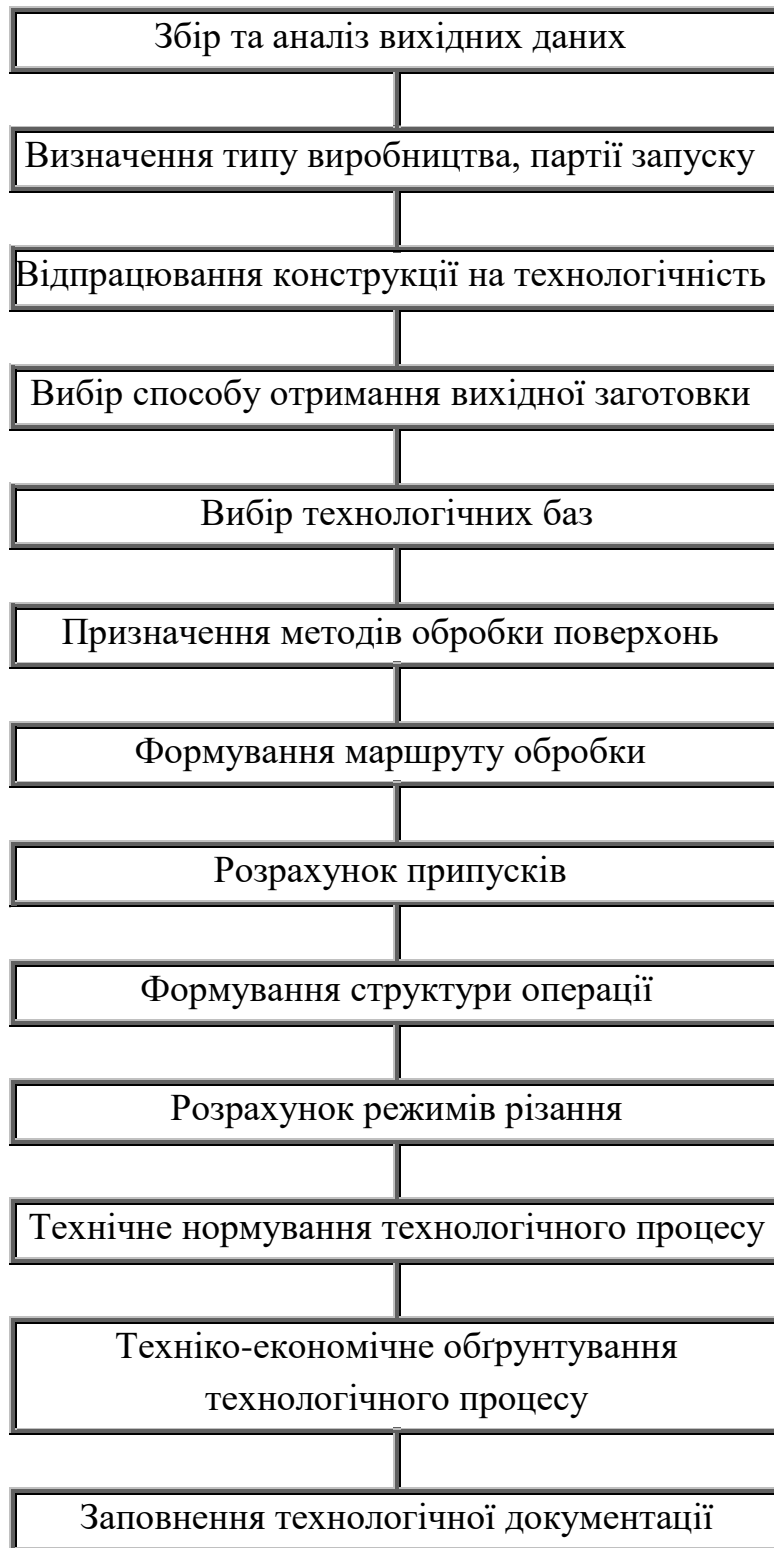 Збір та аналіз вихідних даних
Визначення типу виробництва, партії запуску
Відпрацювання конструкції на технологічність
Вибір способу отримання вихідної заготовки
Вибір технологічних баз
Призначення методів обробки поверхонь
Формування маршруту обробки
Розрахунок припусків
Формування структури операції
Розрахунок режимів різання
Технічне нормування технологічного процесу
Техніко-економічне обґрунтування
технологічного процесу
Заповнення технологічної документації